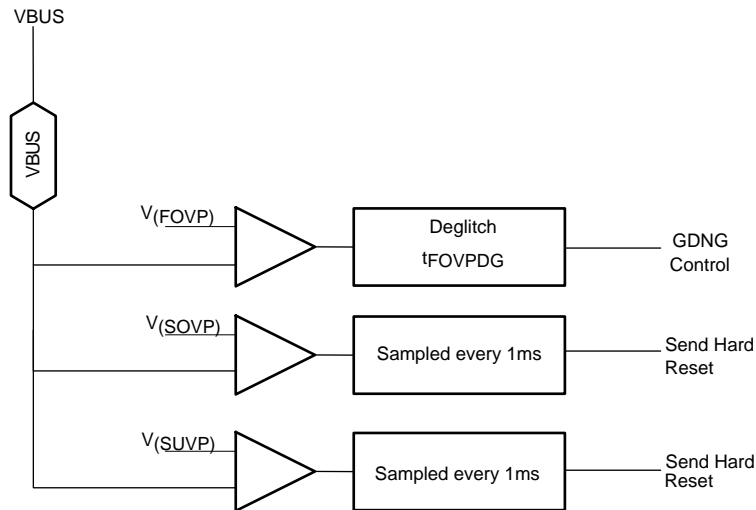 VBUS
VBUS
V(FOVP)
Deglitch
tFOVPDG
GDNG
Control
V(SOVP)
Sampled every 1ms
Send Hard
Reset
V(SUVP)
Sampled every 1ms
Send Hard
Reset